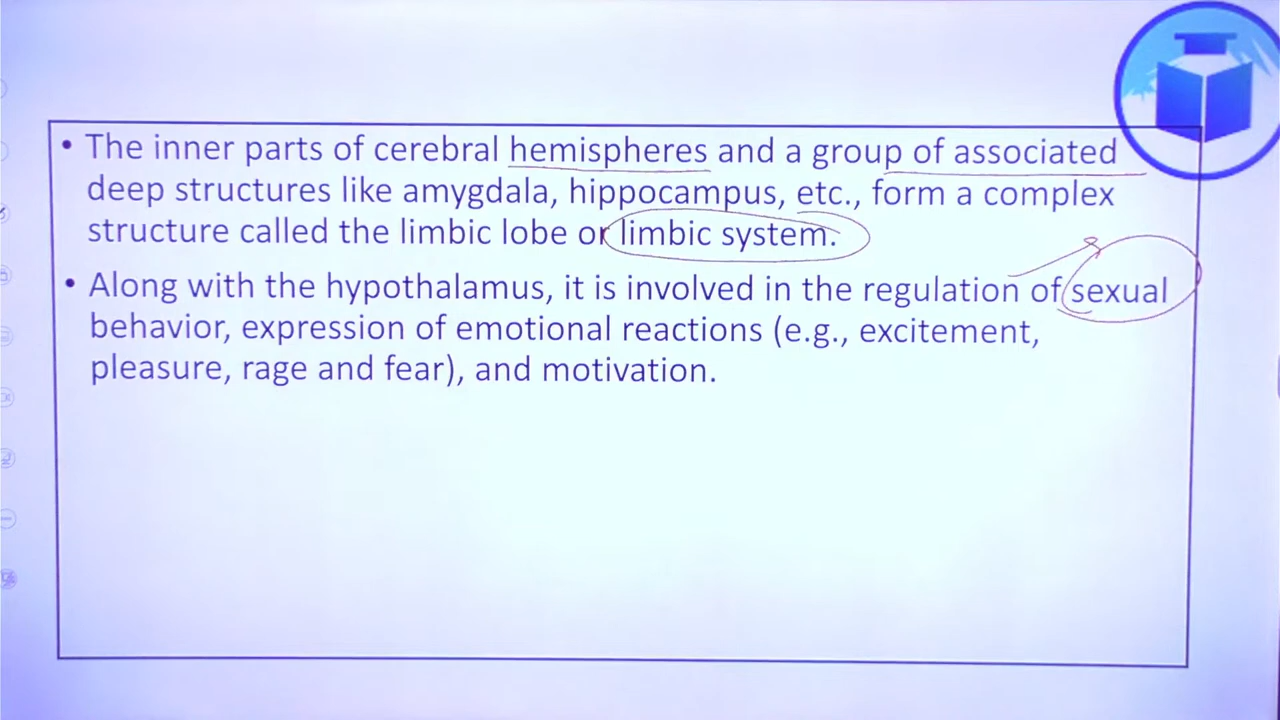 • The inner parts of cerebral hemispheres and a group of associated
deep structures like amygdala, hippocampus, etc., form a complex
structure called the limbic lobe or limbic system.
• Along with the hypothalamus, it is involved in the regulation of sexual
behavior, expression of emotional reactions (e.g., excitement,
pleasure, rage and fear), and motivation.